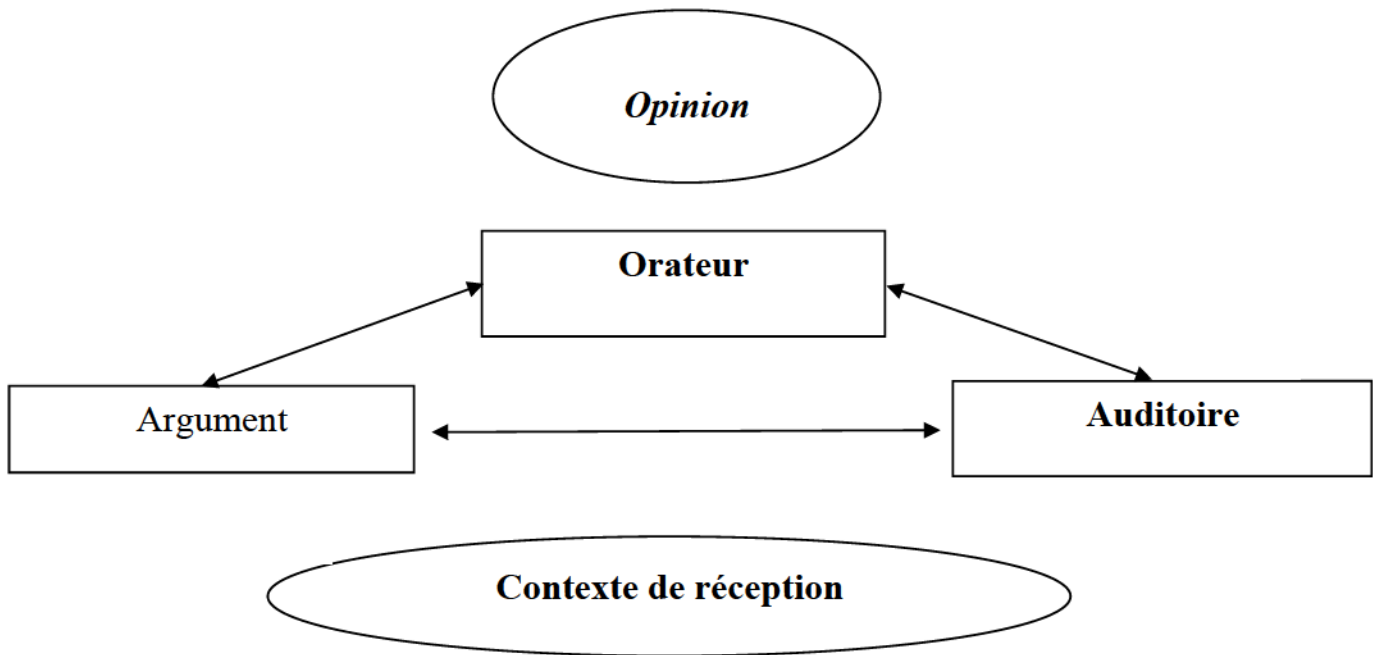 Opinion
Orateur
Argument
Auditoire
Contexte de réception